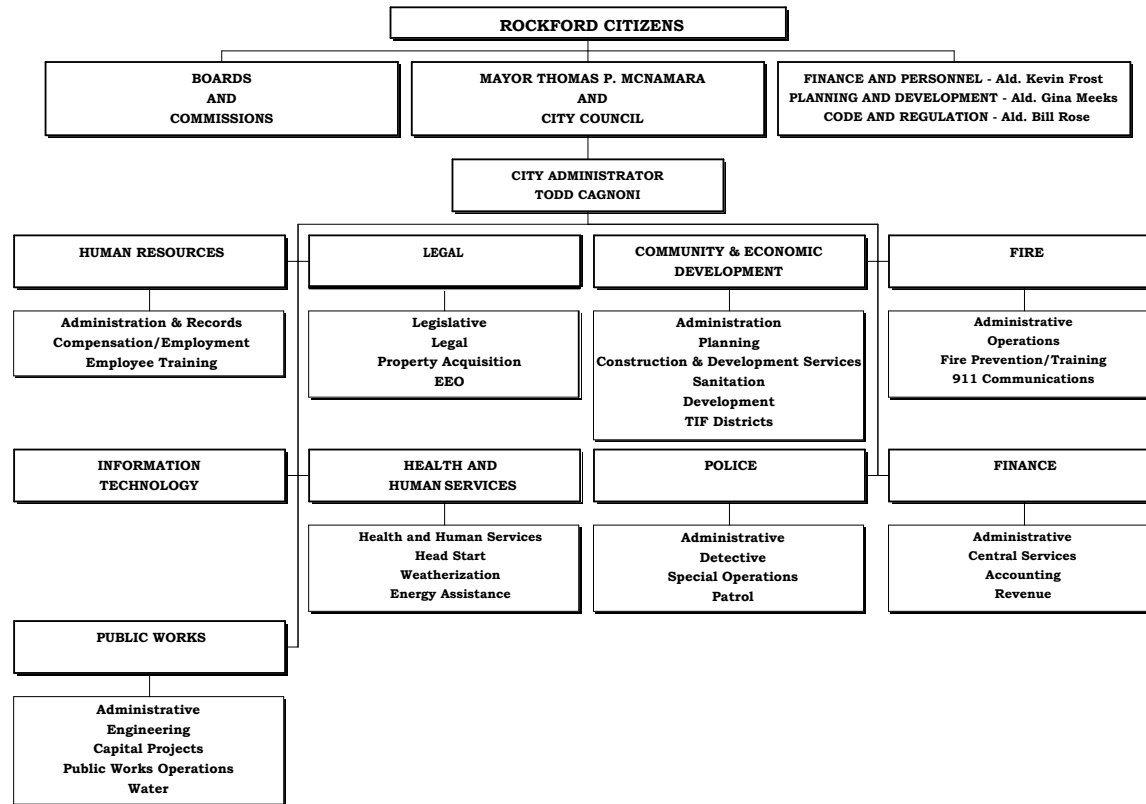 ROCKFORD CITIZENS
BOARDS
AND
COMMISSIONS
MAYOR THOMAS P. MCNAMARA
AND
CITY COUNCIL
FINANCE AND PERSONNEL - Ald. Kevin Frost
PLANNING AND DEVELOPMENT - Ald. Gina Meeks
CODE AND REGULATION - Ald. Bill Rose
CITY ADMINISTRATOR
TODD CAGNONI
HUMAN RESOURCES
LEGAL
COMMUNITY & ECONOMIC
DEVELOPMENT
FIRE
Administration & Records
Compensation/Employment
Employee Training
Legislative
Legal
Property Acquisition
EEO
Administration
Planning
Construction & Development Services
Sanitation
Development
TIF Districts
Administrative
Operations
Fire Prevention/Training
911 Communications
INFORMATION
TECHNOLOGY
HEALTH AND
HUMAN SERVICES
POLICE
FINANCE
Health and Human Services
Head Start
Weatherization
Energy Assistance
Administrative
Detective
Special Operations
Patrol
Administrative
Central Services
Accounting
Revenue
PUBLIC WORKS
Administrative
Engineering
Capital Projects
Public Works Operations
Water